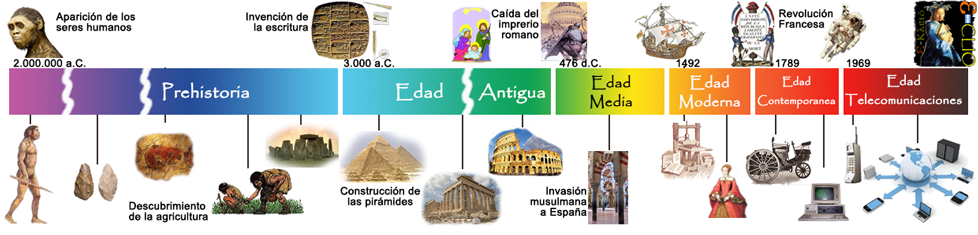 Aparición de los
seres humanos
2.000.000 a.C.
Invención de
la escritura
3.000 a.C.
Caída del
imprerio
romano
476 d.C.
1492
Revolución
Francesa
1789
1969
Prehistoria
Edad Antigua
Edad
Media
Edad
Moderna
Edad
Contemporanea
Edad
Telecomunicaciones
Descubrimiento
de la agricultura
Construcción de
las pirámides
Invasión
musulmana
a España